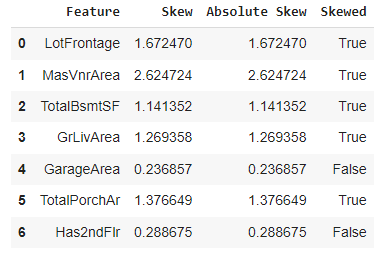 Feature Skew Absolute Skew Skewed
0 LotFrontage 1.672470 1.672470 True
1 MasVnrArea 2.624724 2.624724 True
2 TotalBsmtSF 1.141352 1.141352 True
3 GrLivArea 1.269358 1.269358 True
4 GarageArea 0.236857 0.236857 False
5 TotalPorchAr 1.376649 1.376649 True
6 Has2ndFlr 0.288675 0.288675 False